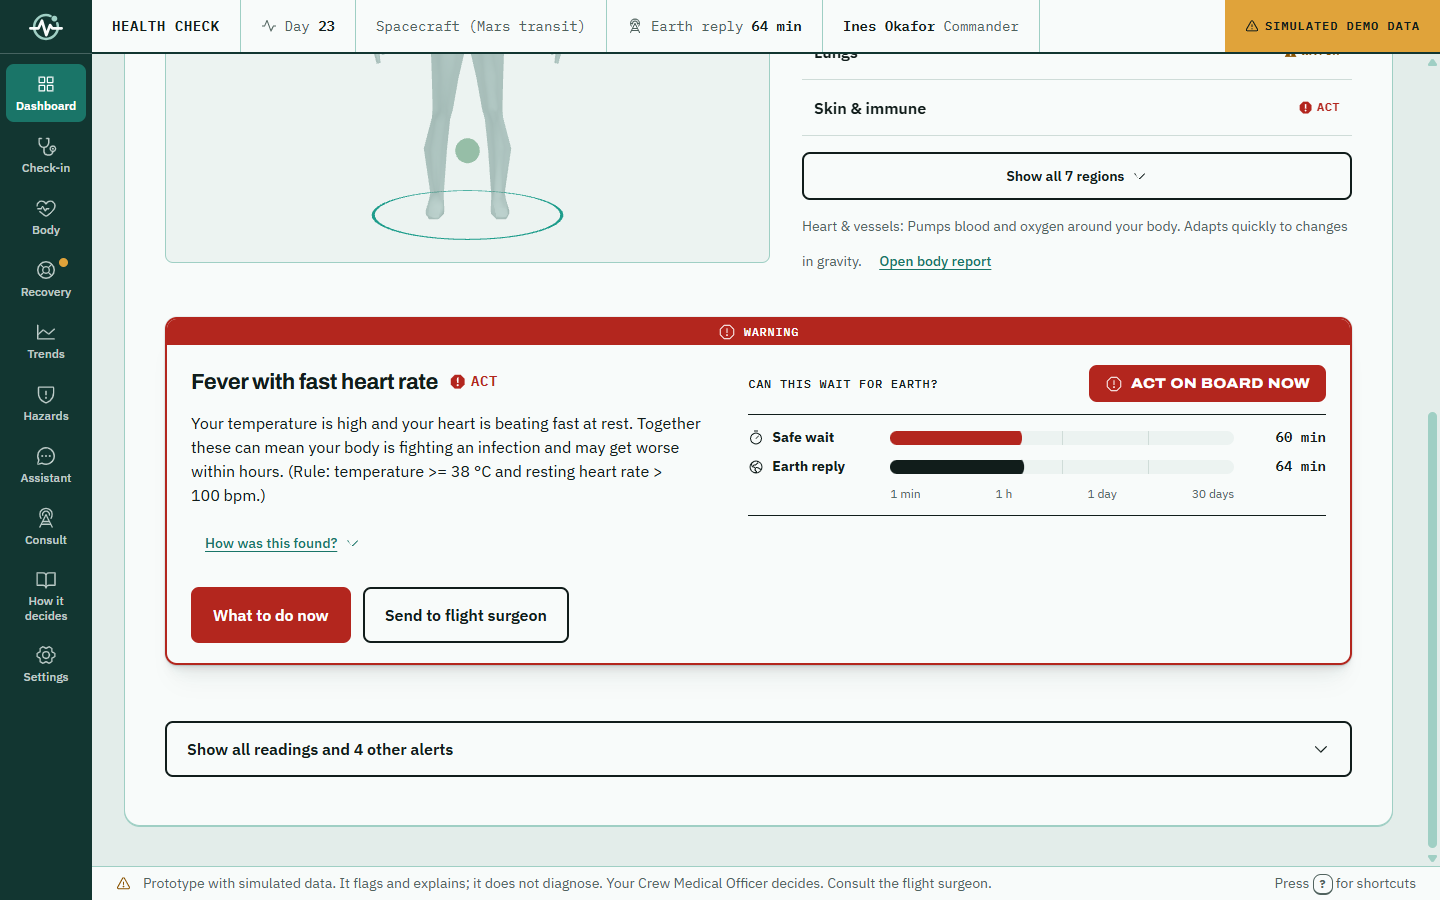 HEALTH CHECK
Day 23
Spacecraft (Mars transit)
Earth reply 64 min
Ines Okafor Commander
SIMULATED DEMO DATA
Dashboard
Check-in
Body
Recovery
Trends
Hazards
Assistant
Consult
How it
decides
Settings
Lungs
Skin & immune
ACT
Show all 7 regions
Heart & vessels: Pumps blood and oxygen around your body. Adapts quickly to changes
in gravity. Open body report
WARNING
Fever with fast heart rate ACT
Your temperature is high and your heart is beating fast at rest. Together
these can mean your body is fighting an infection and may get worse
within hours. (Rule: temperature >= 38 °C and resting heart rate >
100 bpm.)
How was this found?
What to do now
Send to flight surgeon
CAN THIS WAIT FOR EARTH?
ACT ON BOARD NOW
Safe wait 60 min
Earth reply 64 min
1 min 1 h 1 day 30 days
Show all readings and 4 other alerts
Prototype with simulated data. It flags and explains; it does not diagnose. Your Crew Medical Officer decides. Consult the flight surgeon.
Press ? for shortcuts